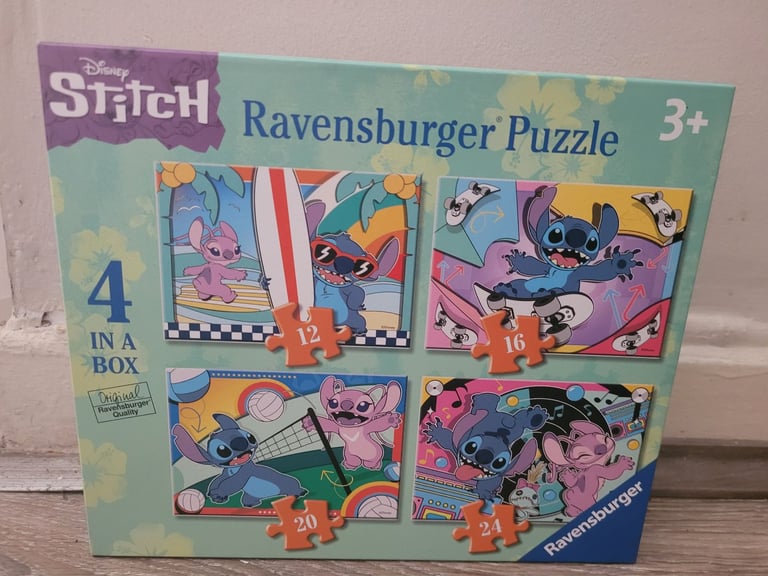 Disney
Stitch
Ravensburger® Puzzle
3+
4
IN A
BOX
Original
Ravensburger
Quality
12
16
20
24
Ravensburger